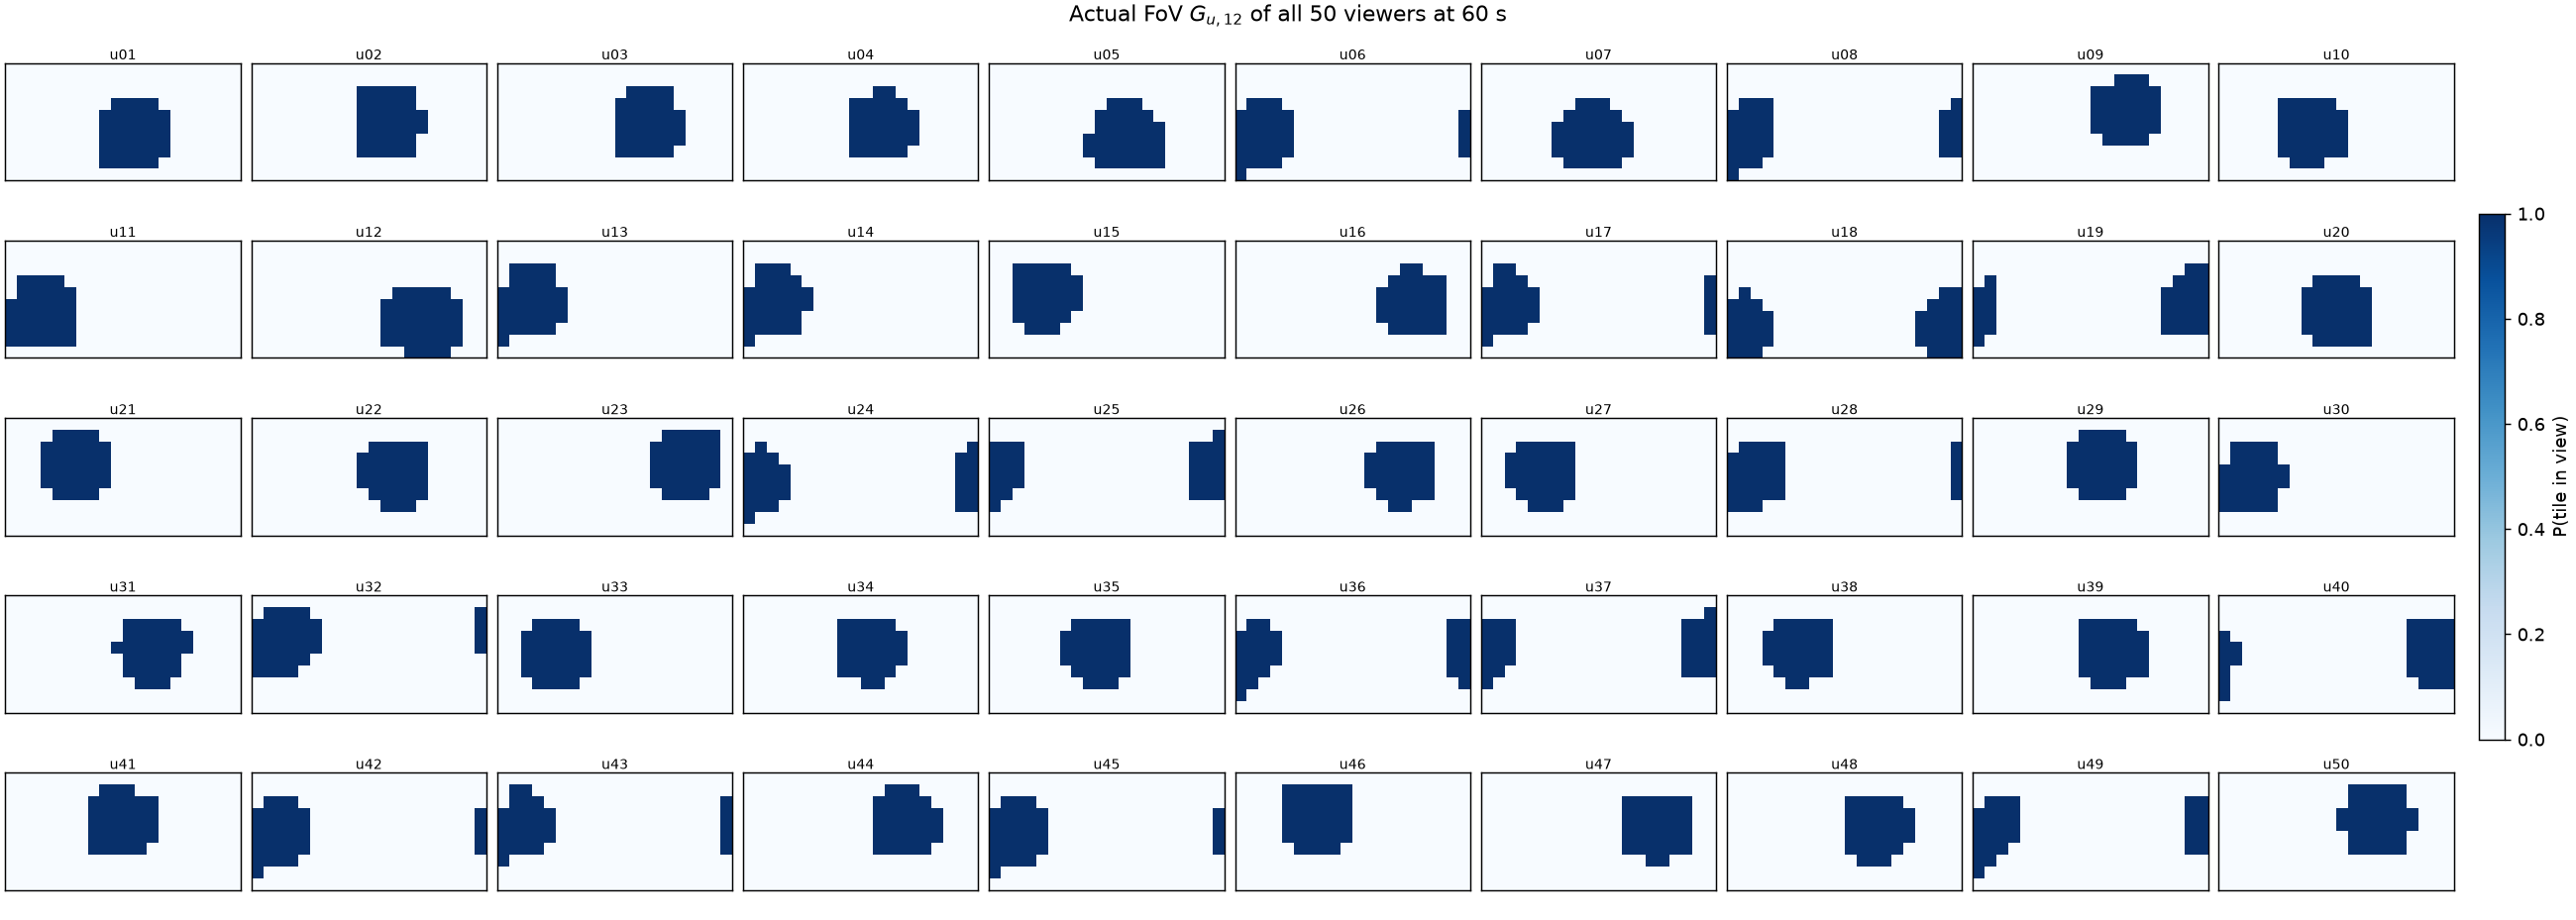 Actual FoV G_{u,12} of all 50 viewers at 60 s
u01 u02 u03 u04 u05 u06 u07 u08 u09 u10
u11 u12 u13 u14 u15 u16 u17 u18 u19 u20
u21 u22 u23 u24 u25 u26 u27 u28 u29 u30
u31 u32 u33 u34 u35 u36 u37 u38 u39 u40
u41 u42 u43 u44 u45 u46 u47 u48 u49 u50
1.0
0.8
0.6
0.4
0.2
0.0
P(tile in view)